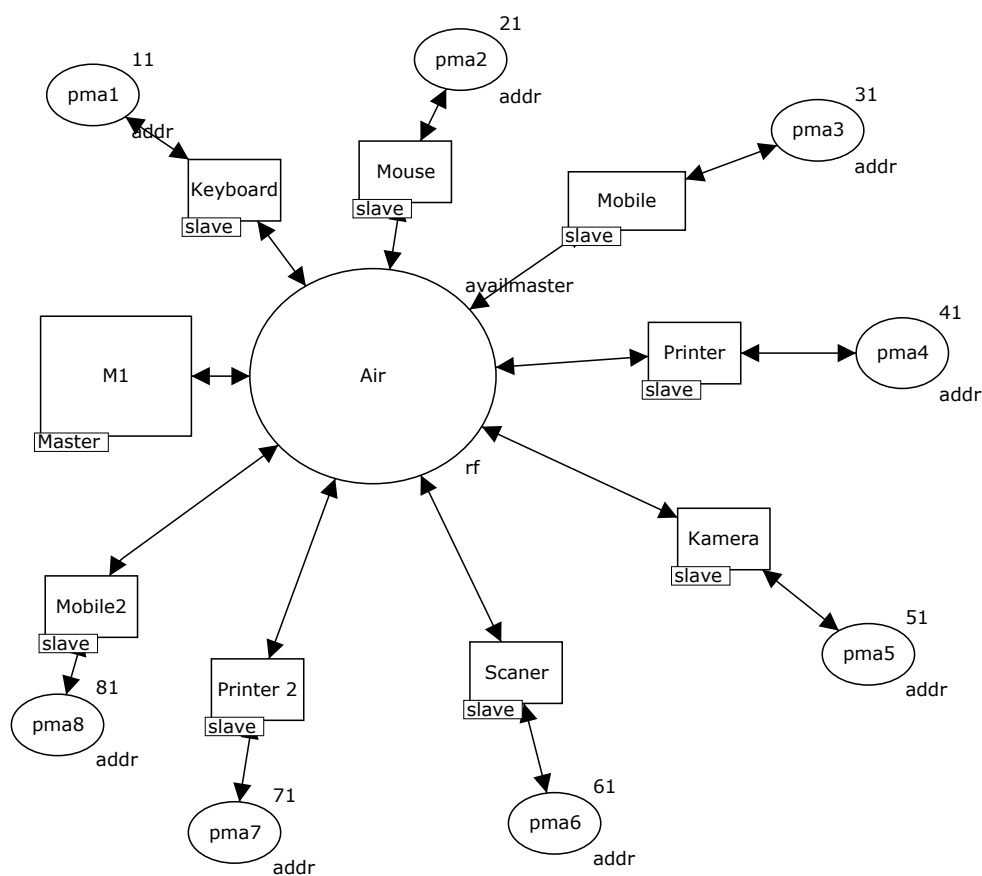 21
pma2
addr
11
pma1
addr
31
pma3
addr
Mouse
slave
Keyboard
slave
Mobile
slave
availmaster
41
pma4
addr
Printer
slave
M1
Master
Air
rf
Kamera
slave
51
pma5
addr
Mobile2
slave
81
pma8
addr
Printer 2
slave
71
pma7
addr
Scaner
slave
61
pma6
addr